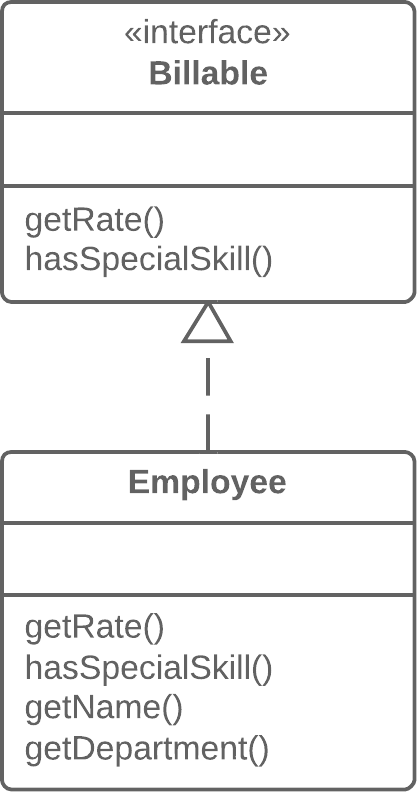 «interface»
Billable
getRate()
hasSpecialSkill()
Employee
getRate()
hasSpecialSkill()
getName()
getDepartment()